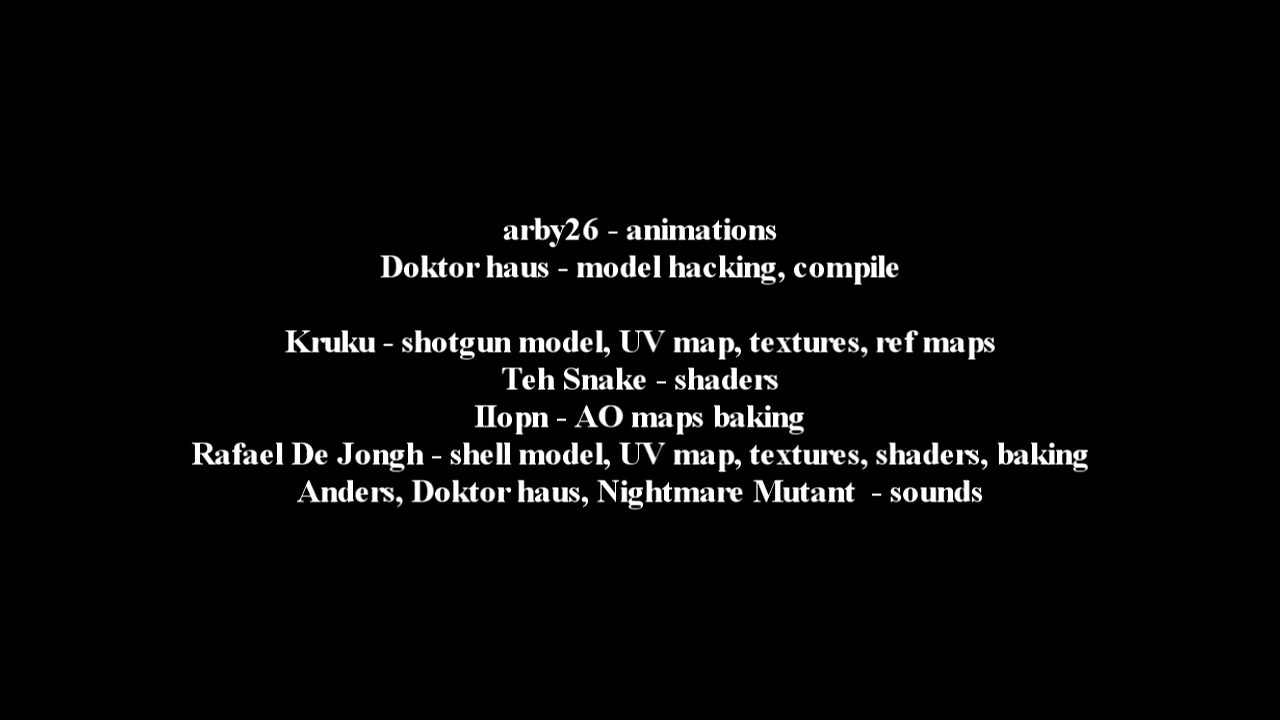 arby26 - animations
Doktor haus - model hacking, compile
Kruku - shotgun model, UV map, textures, ref maps
Teh Snake - shaders
IIopn - AO maps baking
Rafael De Jongh - shell model, UV map, textures, shaders, baking
Anders, Doktor haus, Nightmare Mutant - sounds